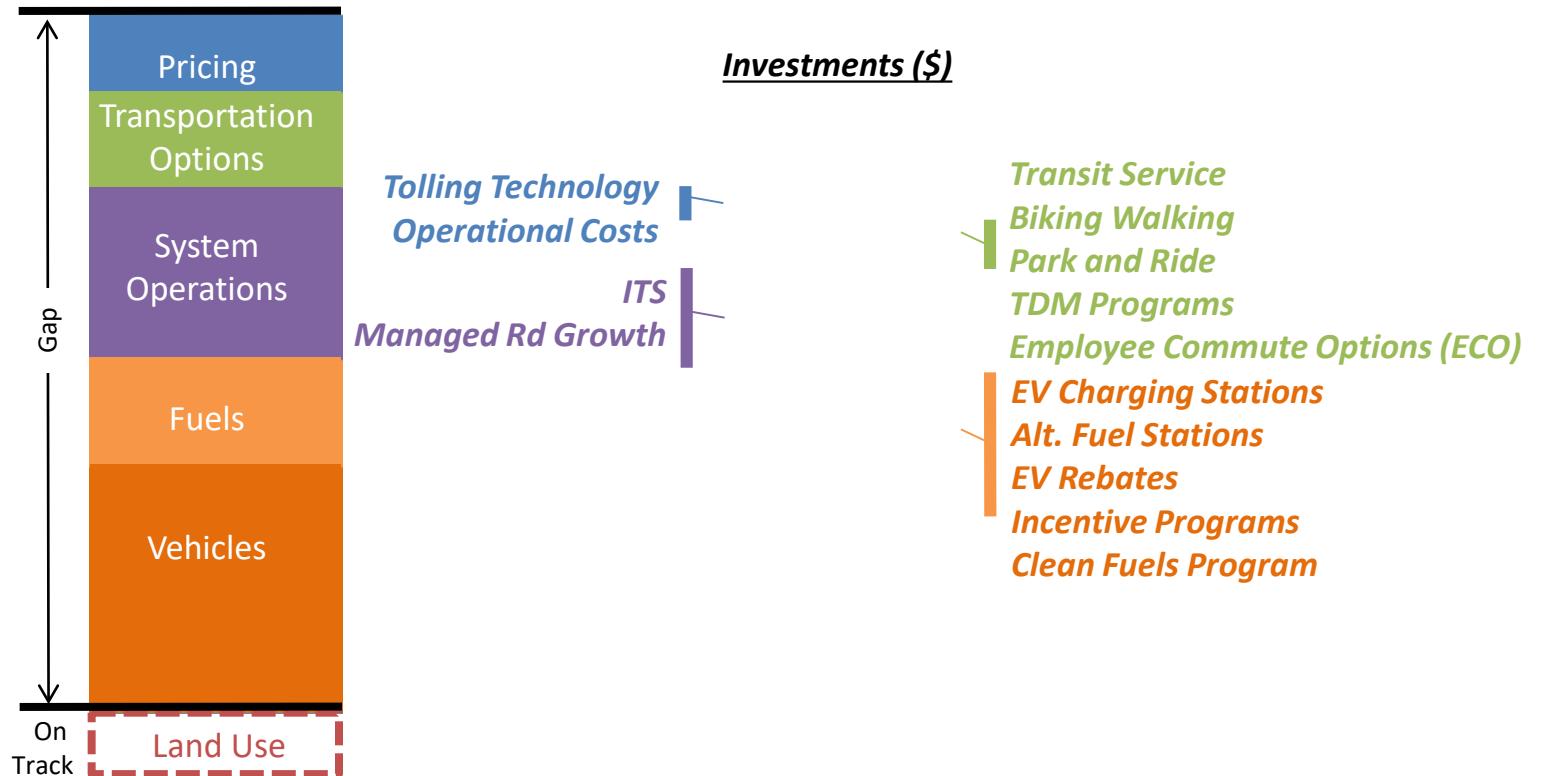 Gap
Pricing
Transportation
Options
System
Operations
Fuels
Vehicles
On
Track
Land Use
Investments ($)
Tolling Technology
Operational Costs
ITS
Managed Rd Growth
Transit Service
Biking Walking
Park and Ride
TDM Programs
Employee Commute Options (ECO)
EV Charging Stations
Alt. Fuel Stations
EV Rebates
Incentive Programs
Clean Fuels Program